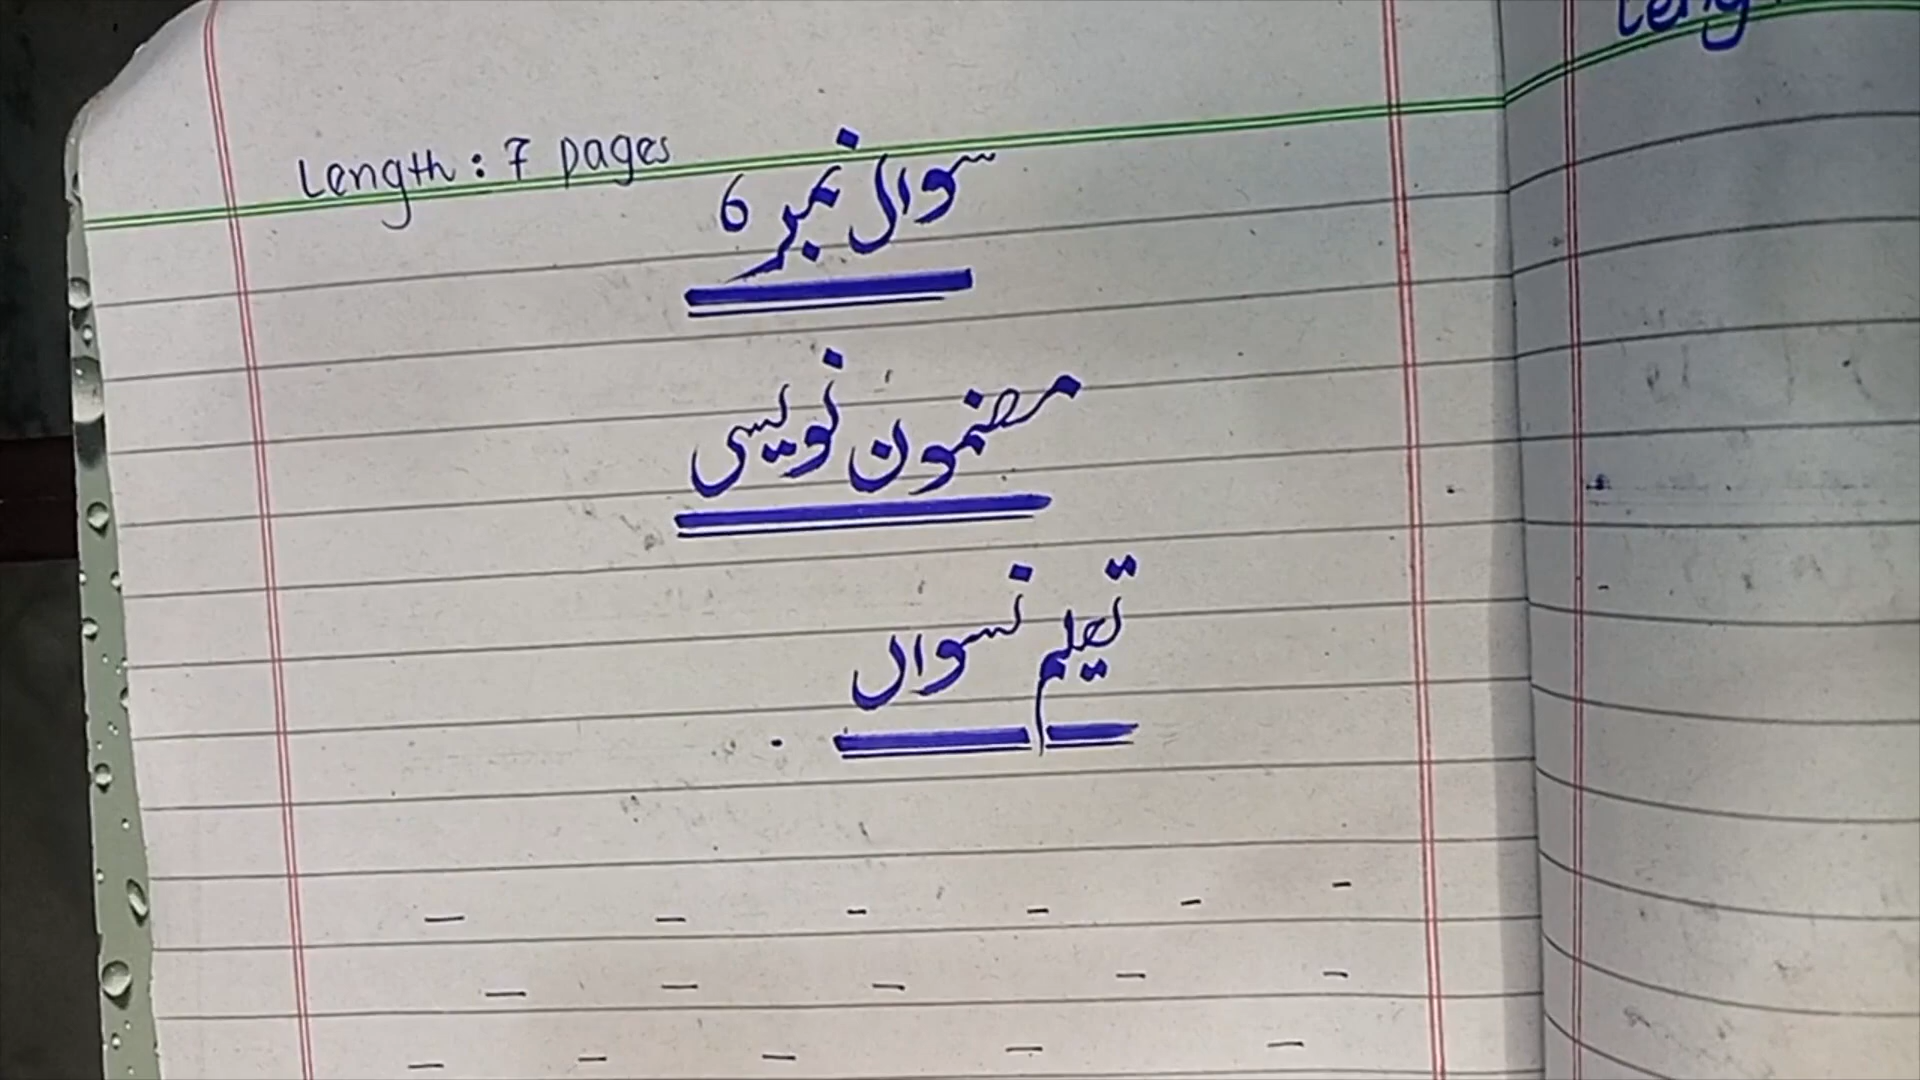 Length : 7 pages
سوال نمبر 6
مضمون نویسی
تعلیم نسواں